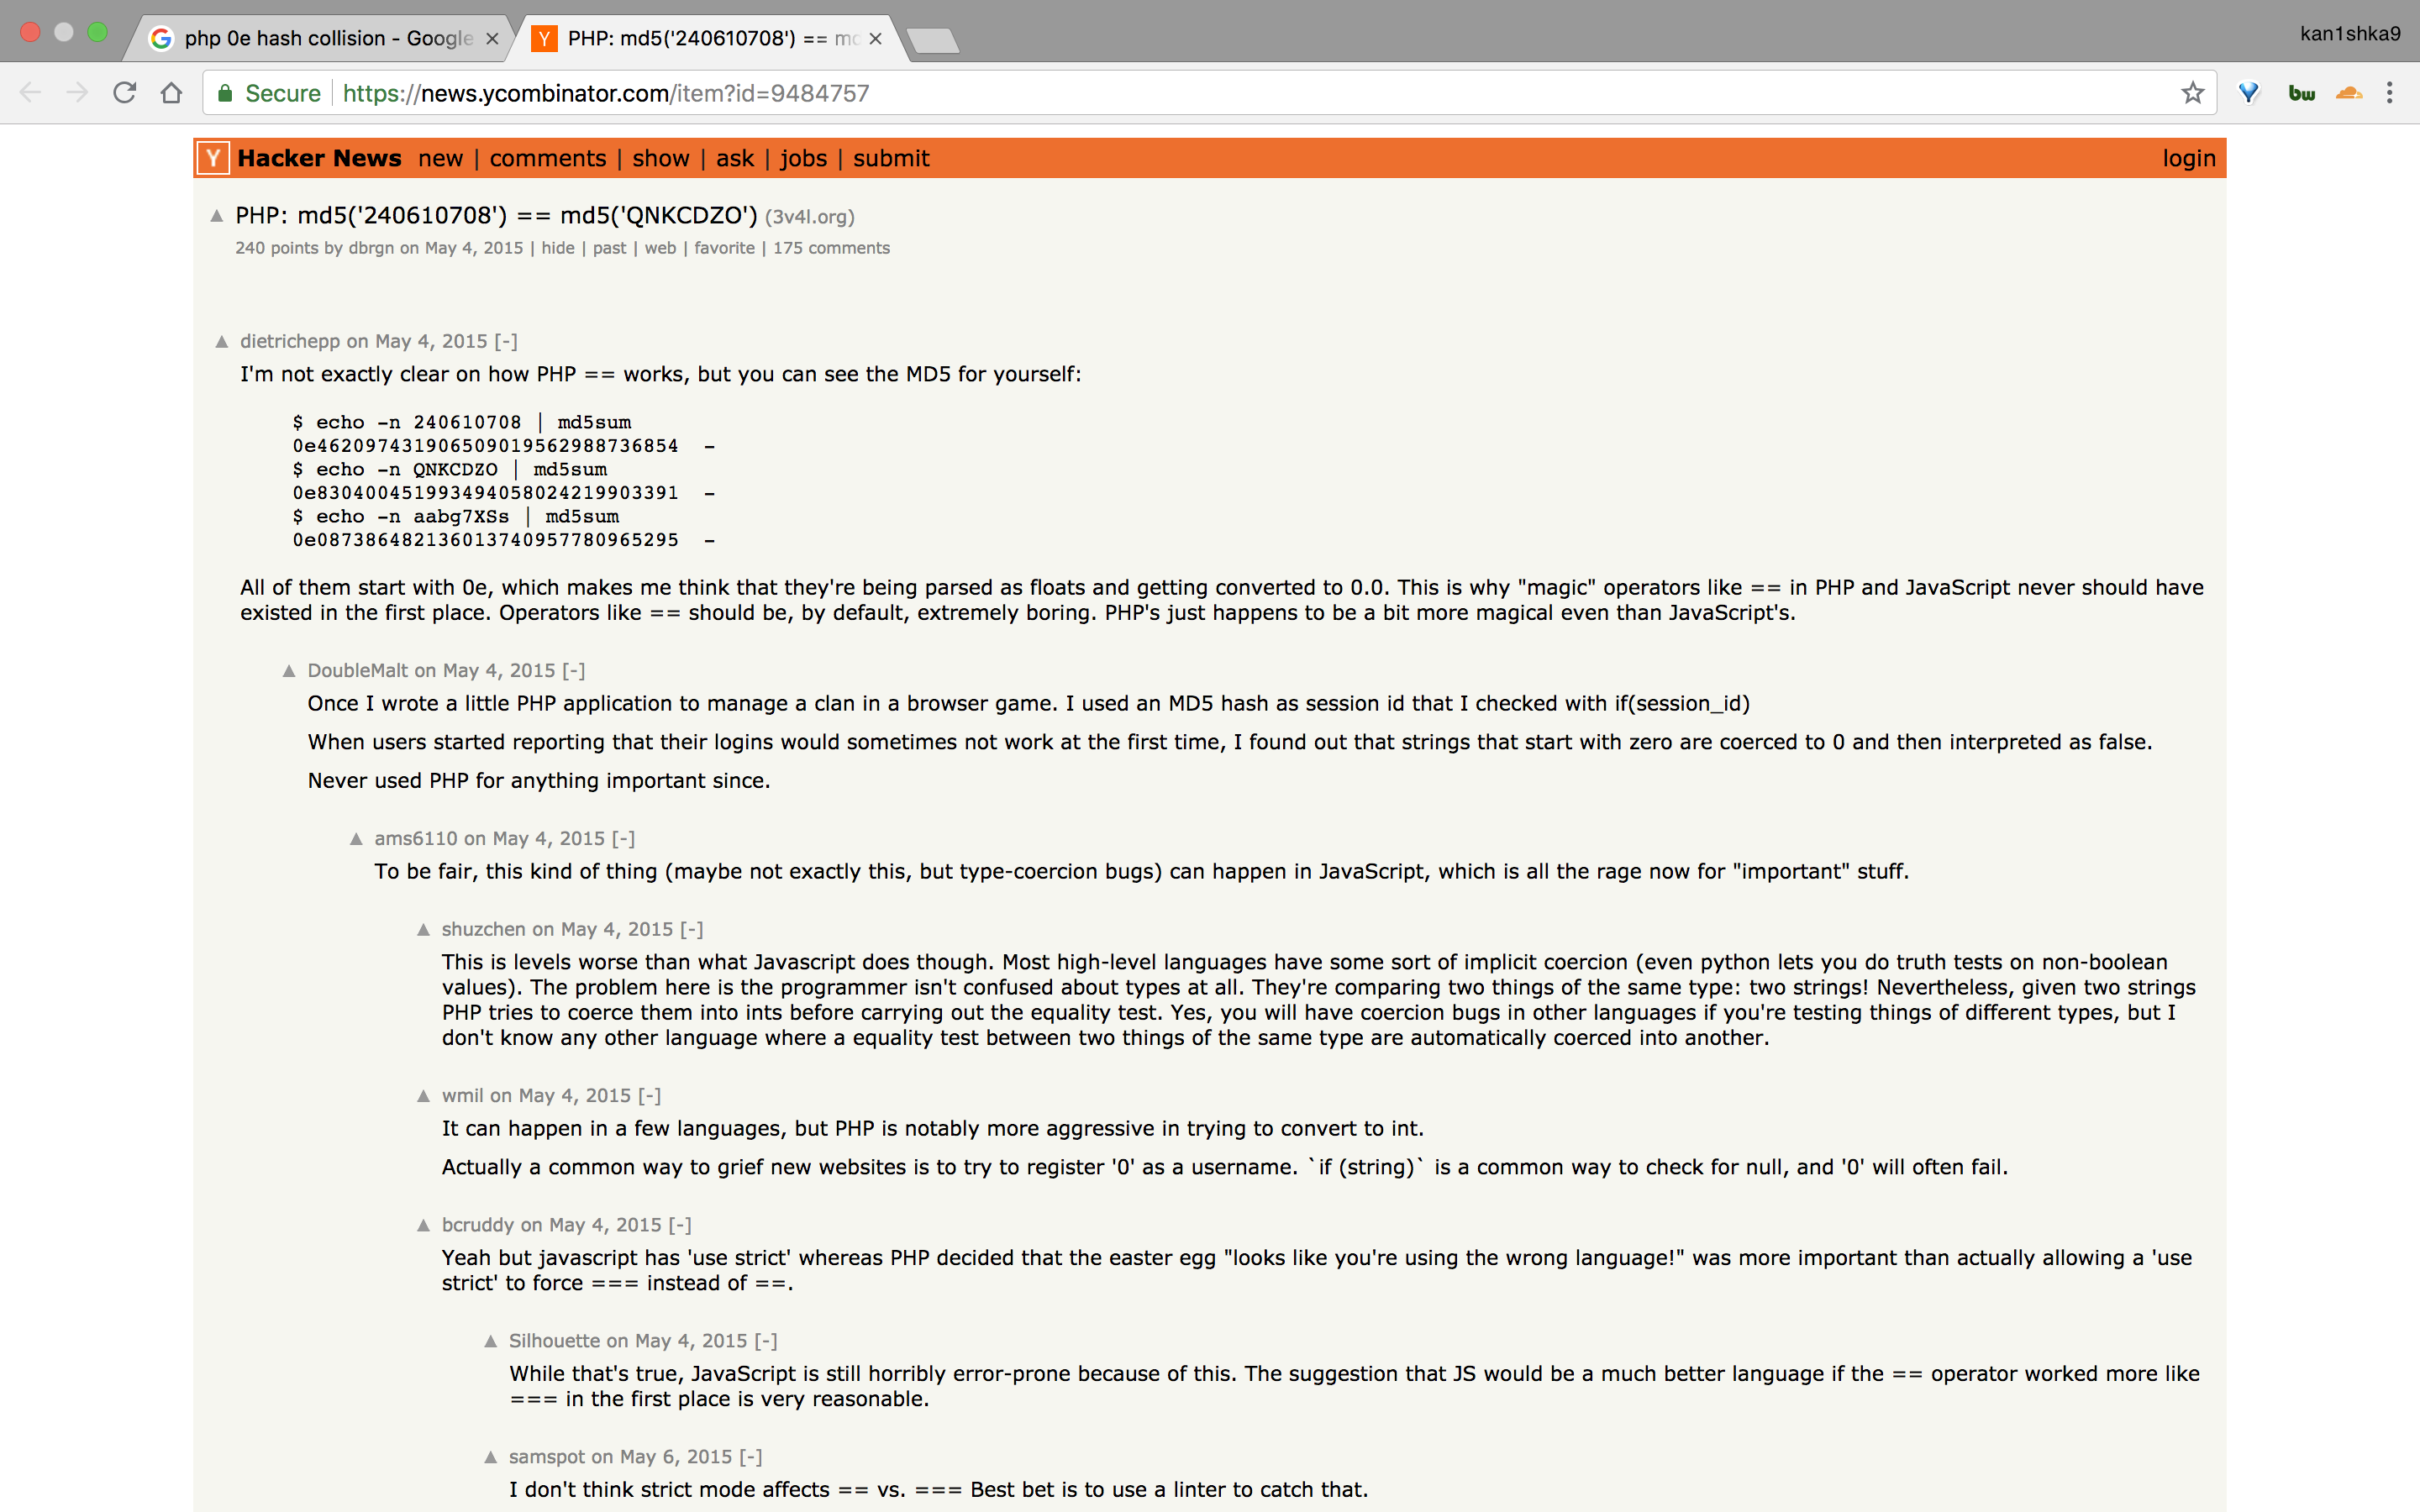 php 0e hash collision - Google
PHP: md5('240610708') == md
kan1shka9
Secure https://news.ycombinator.com/item?id=9484757
bw
Y Hacker News new | comments | show | ask | jobs | submit login
▲ PHP: md5('240610708') == md5('QNKCDZO') (3v4l.org)
240 points by dbrgn on May 4, 2015 | hide | past | web | favorite | 175 comments
▲ dietrichepp on May 4, 2015 [-]
I'm not exactly clear on how PHP == works, but you can see the MD5 for yourself:
$ echo -n 240610708 | md5sum
0e462097431906509019562988736854 -
$ echo -n QNKCDZO | md5sum
0e830400451993494058024219903391 -
$ echo -n aabg7XSs | md5sum
0e087386482136013740957780965295 -
All of them start with 0e, which makes me think that they're being parsed as floats and getting converted to 0.0. This is why "magic" operators like == in PHP and JavaScript never should have
existed in the first place. Operators like == should be, by default, extremely boring. PHP's just happens to be a bit more magical even than JavaScript's.
▲ DoubleMalt on May 4, 2015 [-]
Once I wrote a little PHP application to manage a clan in a browser game. I used an MD5 hash as session id that I checked with if(session_id)
When users started reporting that their logins would sometimes not work at the first time, I found out that strings that start with zero are coerced to 0 and then interpreted as false.
Never used PHP for anything important since.
▲ ams6110 on May 4, 2015 [-]
To be fair, this kind of thing (maybe not exactly this, but type-coercion bugs) can happen in JavaScript, which is all the rage now for "important" stuff.
▲ shuzchen on May 4, 2015 [-]
This is levels worse than what Javascript does though. Most high-level languages have some sort of implicit coercion (even python lets you do truth tests on non-boolean
values). The problem here is the programmer isn't confused about types at all. They're comparing two things of the same type: two strings! Nevertheless, given two strings
PHP tries to coerce them into ints before carrying out the equality test. Yes, you will have coercion bugs in other languages if you're testing things of different types, but I
don't know any other language where a equality test between two things of the same type are automatically coerced into another.
▲ wmil on May 4, 2015 [-]
It can happen in a few languages, but PHP is notably more aggressive in trying to convert to int.
Actually a common way to grief new websites is to try to register '0' as a username. `if (string)` is a common way to check for null, and '0' will often fail.
▲ bcruddy on May 4, 2015 [-]
Yeah but javascript has 'use strict' whereas PHP decided that the easter egg "looks like you're using the wrong language!" was more important than actually allowing a 'use
strict' to force === instead of ==.
▲ Silhouette on May 4, 2015 [-]
While that's true, JavaScript is still horribly error-prone because of this. The suggestion that JS would be a much better language if the == operator worked more like
=== in the first place is very reasonable.
▲ samspot on May 6, 2015 [-]
I don't think strict mode affects == vs. === Best bet is to use a linter to catch that.